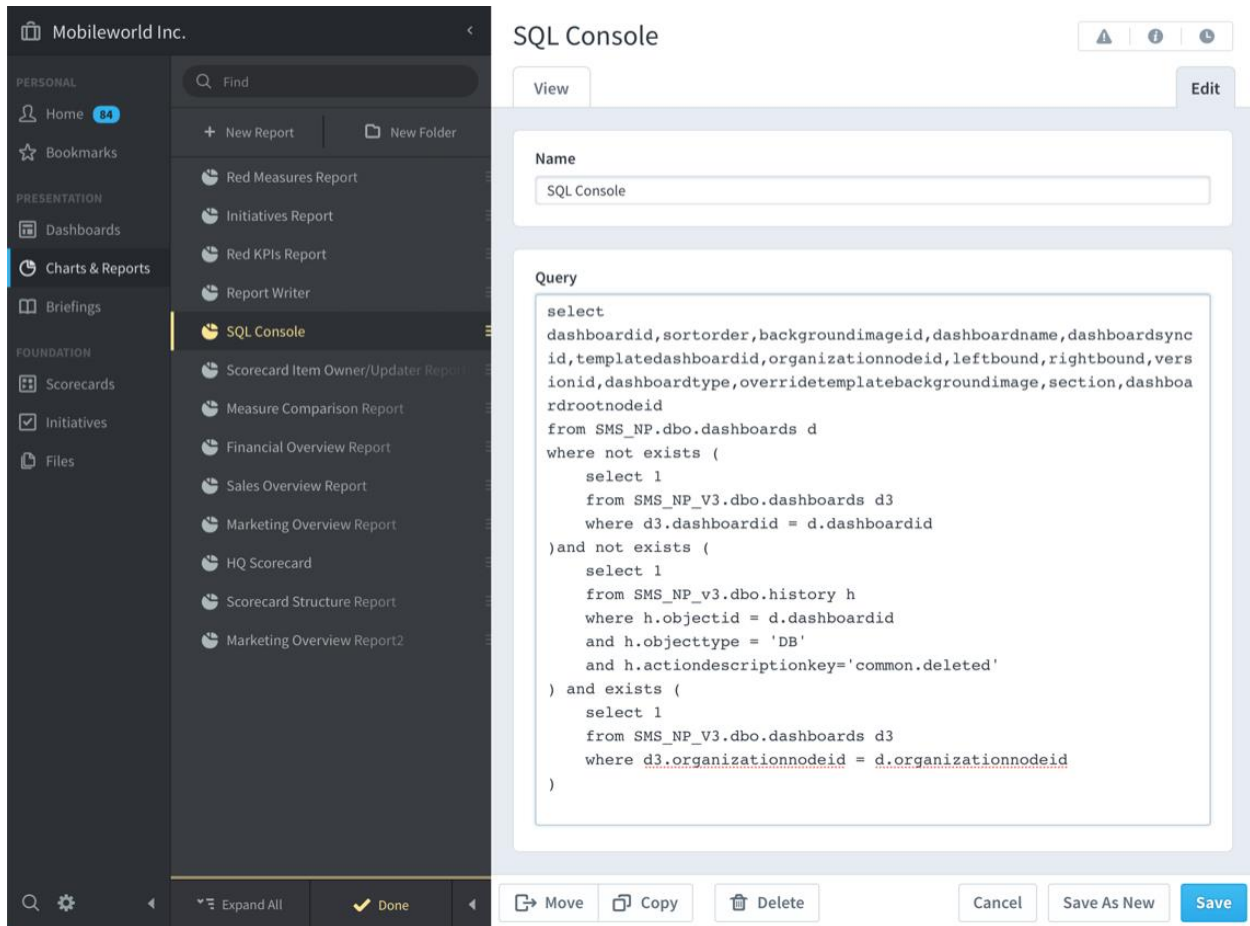 Mobileworld Inc.
PERSONAL
Home 84
Bookmarks
PRESENTATION
Dashboards
Charts & Reports
Briefings
FOUNDATION
Scorecards
Initiatives
Files
Find
New Report
New Folder
Red Measures Report
Initiatives Report
Red KPIs Report
Report Writer
SQL Console
Scorecard Item Owner/Updater Report
Measure Comparison Report
Financial Overview Report
Sales Overview Report
Marketing Overview Report
HQ Scorecard
Scorecard Structure Report
Marketing Overview Report2
Expand All
Done
SQL Console
View
Edit
Name
SQL Console
Query
select
dashboardid,sortorder,backgroundimageid,dashboardname,dashboardsync
id,templatedashboardid,organizationnodeid,leftbound,rightbound,vers
ionid,dashboardtype,overridetemplatebackgroundimage,section,dashboa
rdrootnodeid
from SMS_NP.dbo.dashboards d
where not exists (
    select 1
    from SMS_NP_V3.dbo.dashboards d3
    where d3.dashboardid = d.dashboardid
)and not exists (
    select 1
    from SMS_NP_v3.dbo.history h
    where h.objectid = d.dashboardid
    and h.objecttype = 'DB'
    and h.actiondescriptionkey='common.deleted'
) and exists (
    select 1
    from SMS_NP_V3.dbo.dashboards d3
    where d3.organizationnodeid = d.organizationnodeid
)
Move
Copy
Delete
Cancel
Save As New
Save